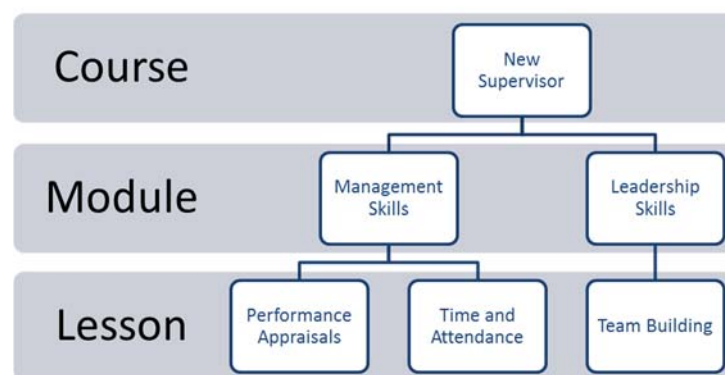 Course
New
Supervisor
Module
Management
Skills
Leadership
Skills
Lesson
Performance
Appraisals
Time and
Attendance
Team Building